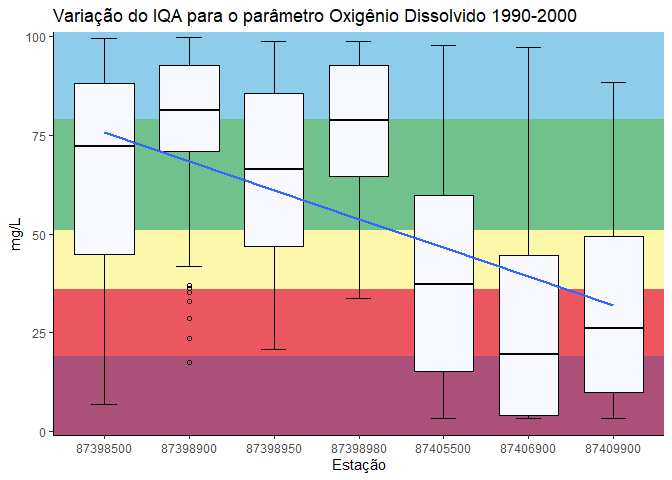 Variação do IQA para o parâmetro Oxigênio Dissolvido 1990-2000
100
75
50
25
0
mg/L
87398500 87398900 87398950 87398980 87405500 87406900 87409900
Estação